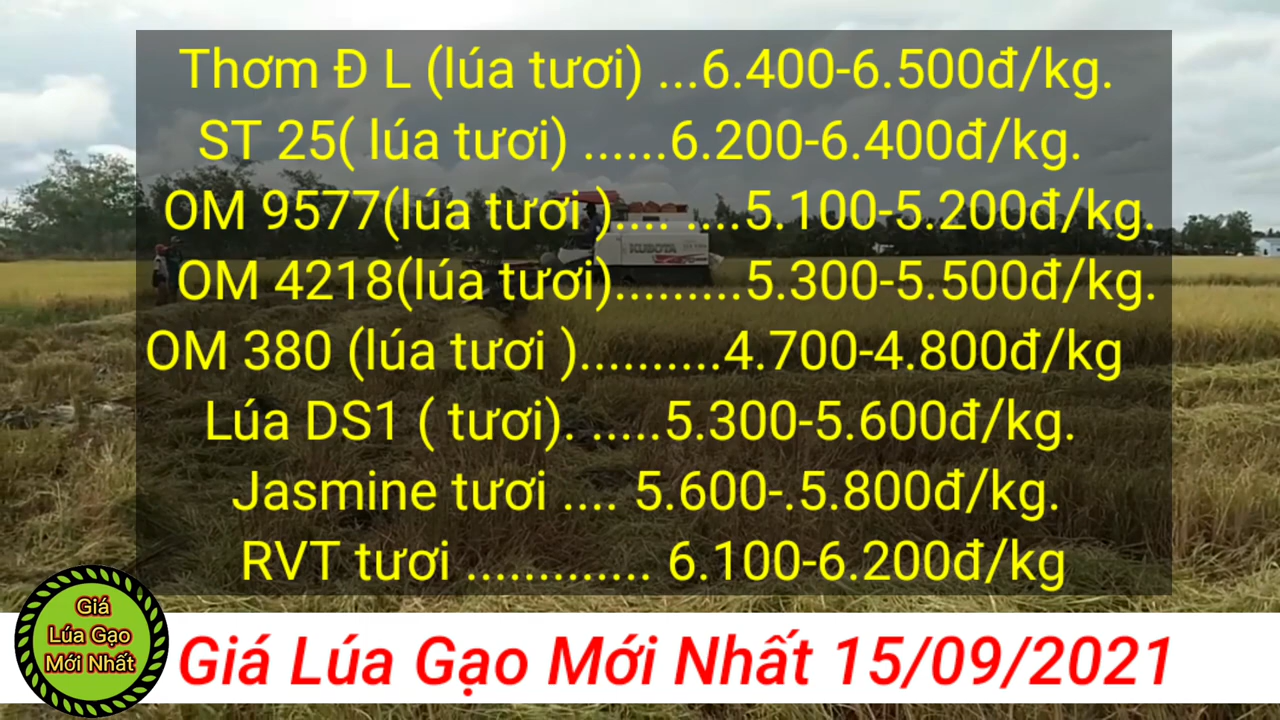 Thơm Đ L (lúa tươi) ...6.400-6.500đ/kg.
ST 25( lúa tươi) ......6.200-6.400đ/kg.
OM 9577(lúa tươi ).... ....5.100-5.200đ/kg.
KUBOTA
OM 4218(lúa tươi).........5.300-5.500đ/kg.
OM 380 (lúa tươi )..........4.700-4.800đ/kg
Lúa DS1 ( tươi). .....5.300-5.600đ/kg.
Jasmine tươi .... 5.600-.5.800đ/kg.
RVT tươi ............. 6.100-6.200đ/kg
Giá
Lúa Gạo
Mới Nhất
Giá Lúa Gạo Mới Nhất 15/09/2021